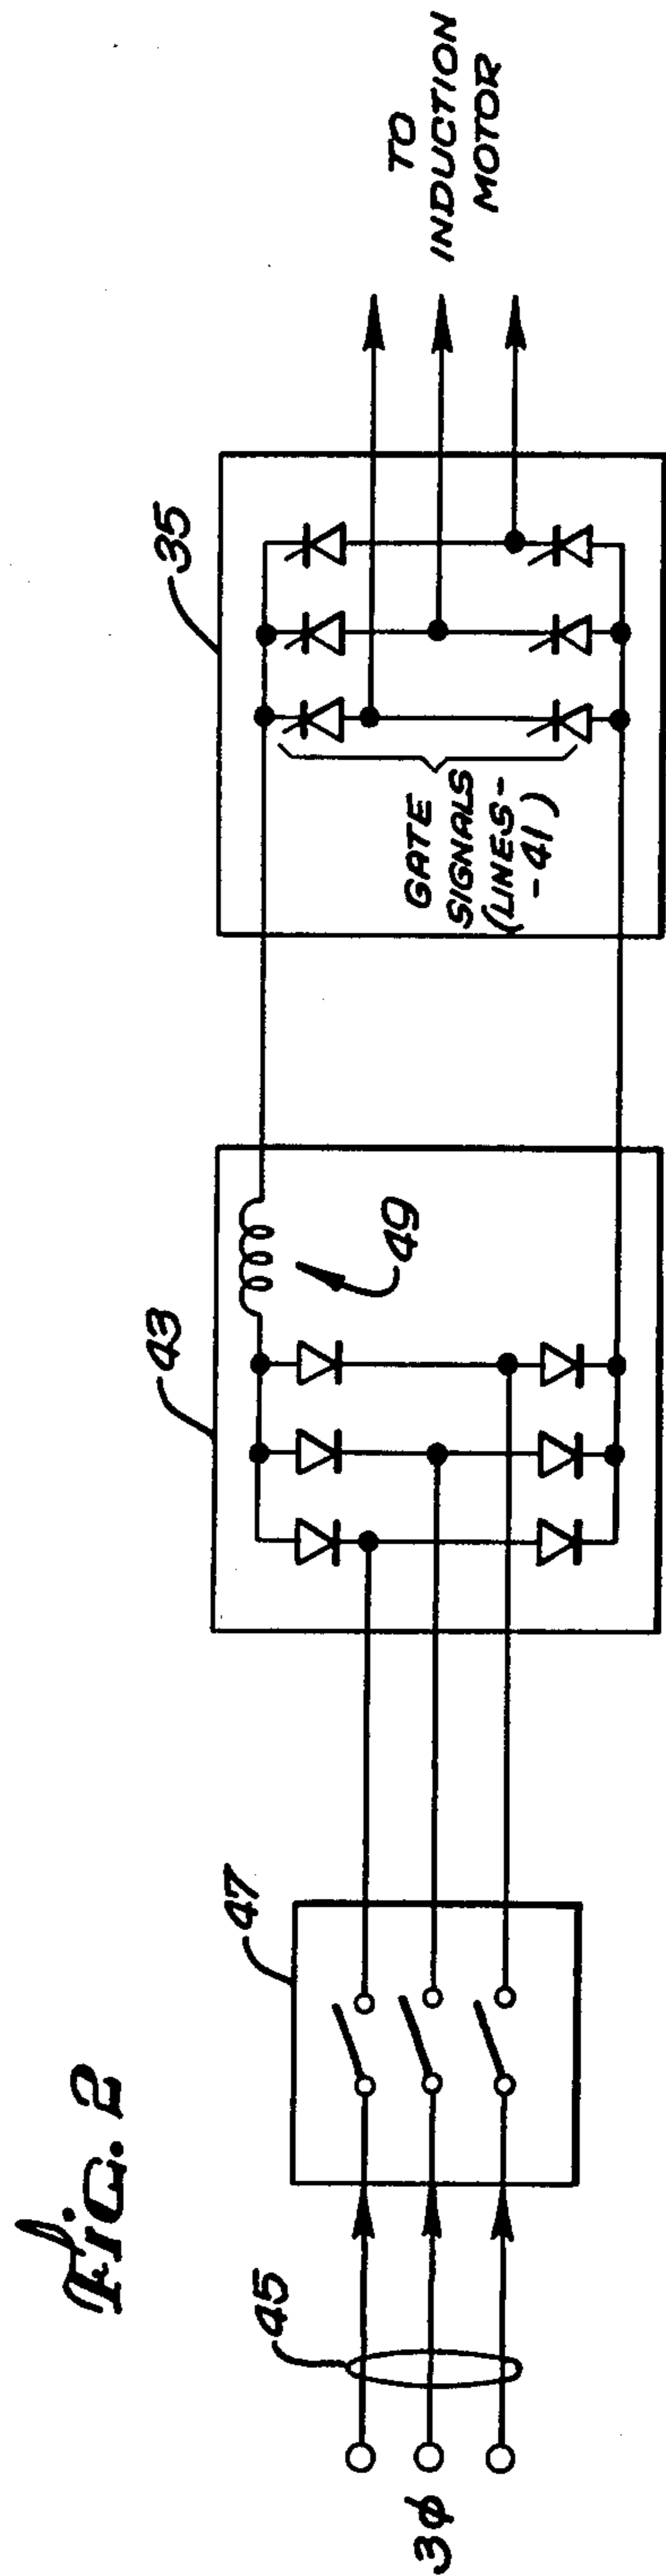 FIG. 2
3φ
45
47
43
49
35
GATE
SIGNALS
(LINES-
-41)
TO
INDUCTION
MOTOR